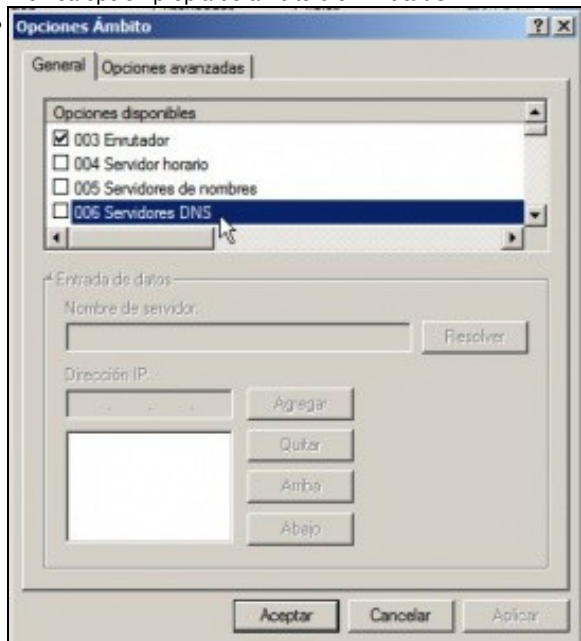 Opciones Ámbito
General Opciones avanzadas
Opciones disponibles
003 Enrutador
004 Servidor horario
005 Servidores de nombres
006 Servidores DNS
Entrada de datos
Nombre de servidor:
Resolver
Dirección IP:
Agregar
Quitar
Arriba
Abajo
Aceptar Cancelar Aplicar